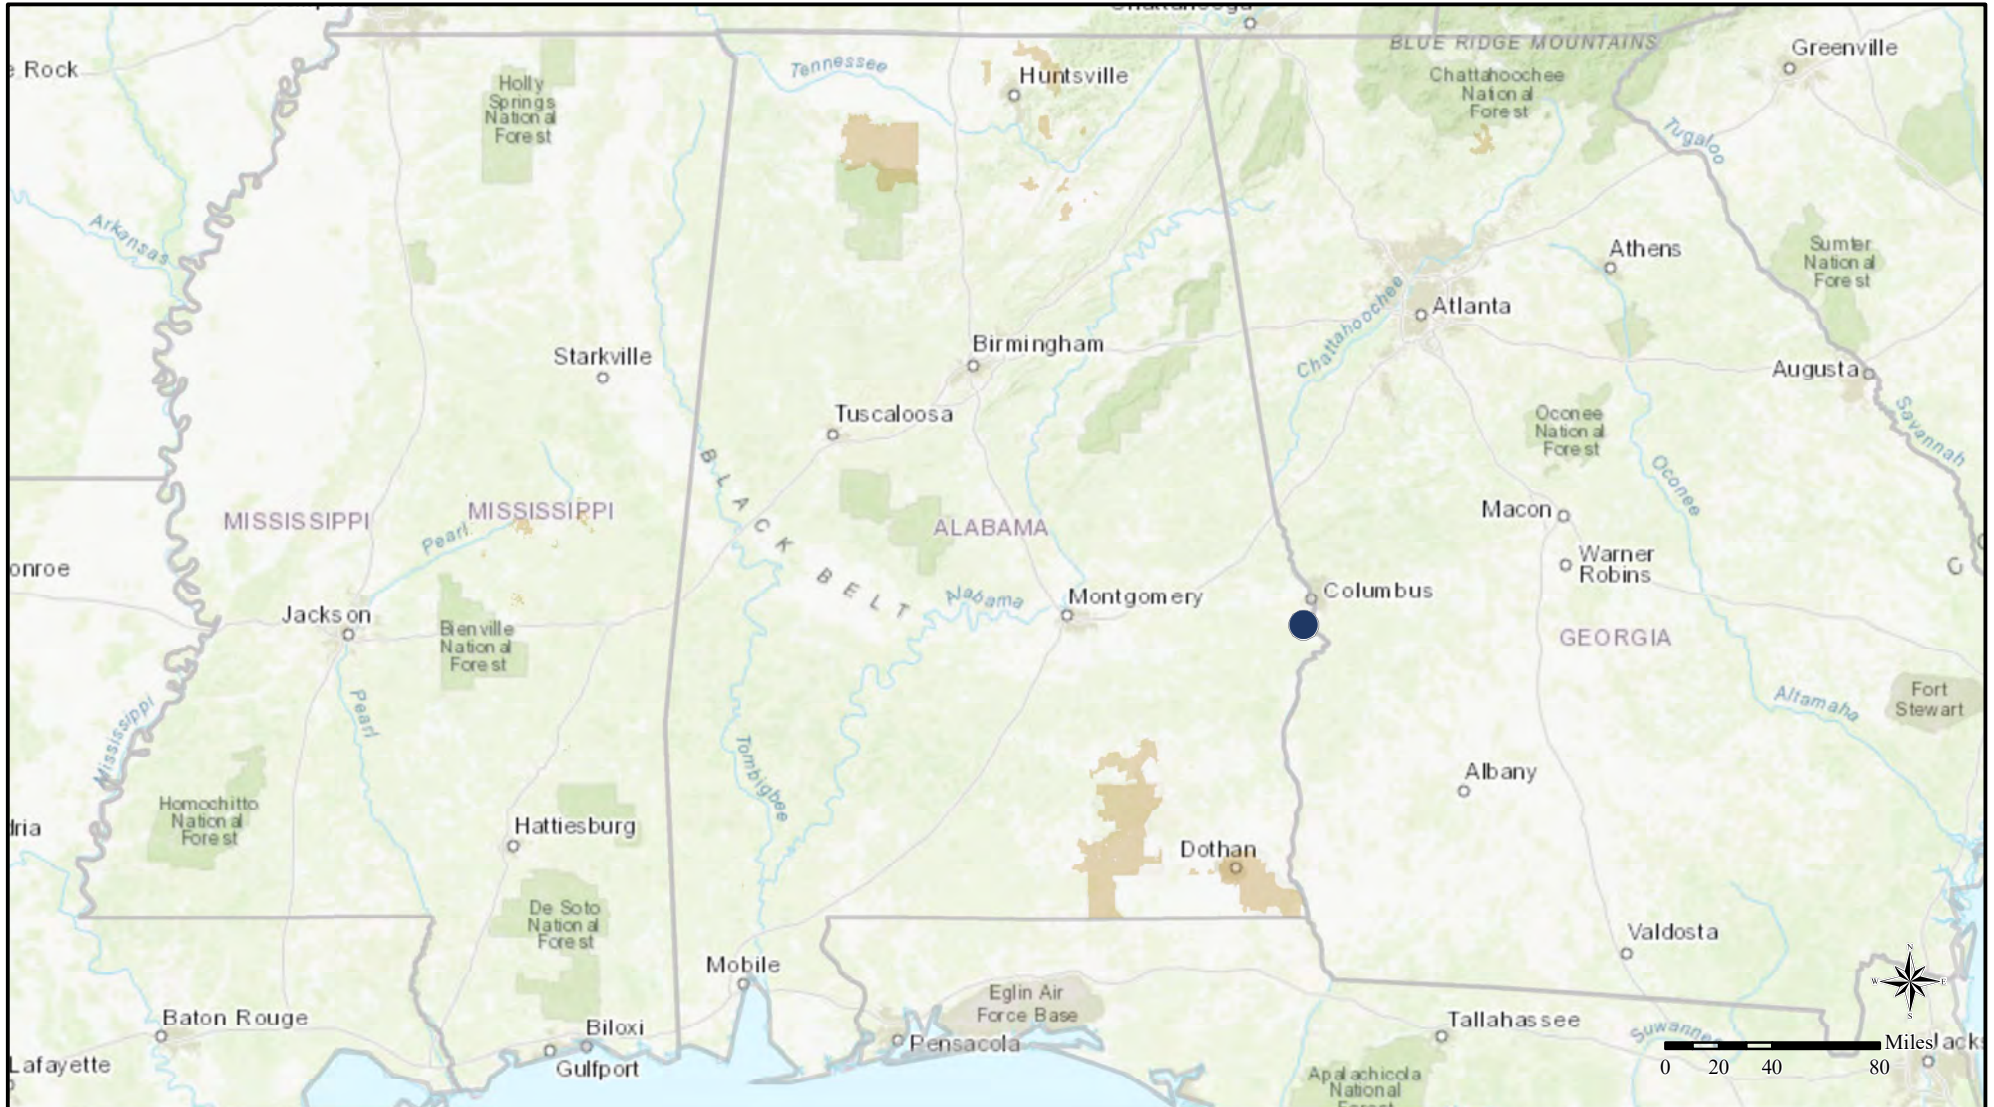 BLUE RIDGE MOUNTAINS
Greenville
e Rock
Tennessee
Huntsville
Chattahoochee
National
Forest
Holly
Springs
National
Forest
Tugaloo
Arkansas
Athens
Sumter
National
Forest
Chattahoochee
Atlanta
Birmingham
Starkville
Augusta
Tuscaloosa
Oconee
National
Forest
Savannah
BLACK BELT
Oconee
MISSISSIPPI
MISSISSIPPI
ALABAMA
Pearl
Macon
Warner
Robins
onroe
Jackson
Alabama
Montgomery
Columbus
Bienville
National
Forest
GEORGIA
Pearl
Mississippi
Fort
Stewart
Altamaha
Tombigbee
Albany
Homochitto
National
Forest
dria
Hattiesburg
Dothan
De Soto
National
Forest
Valdosta
Mobile
N
W
E
S
Eglin Air
Force Base
Baton Rouge
Biloxi
Tallahassee
Suwannee
Pensacola
Miles
Jacks
Lafayette
Gulfport
0 20 40 80
Apalachicola
National